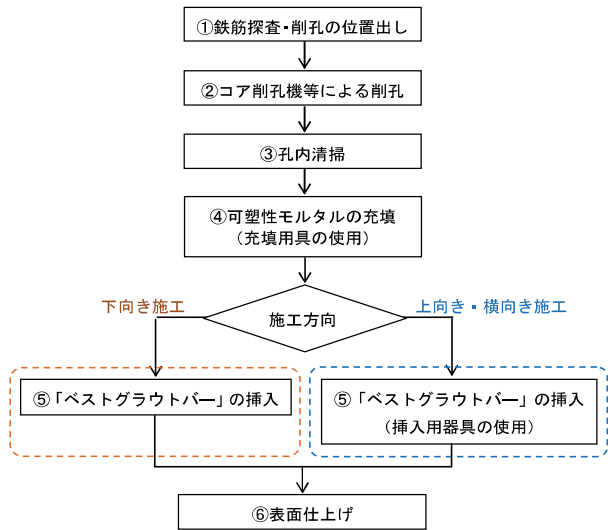 ①鉄筋探査・削孔の位置出し
②コア削孔機等による削孔
③孔内清掃
④可塑性モルタルの充填
（充填用具の使用）
下向き施工
施工方向
上向き・横向き施工
⑤「ベストグラウトバー」の挿入
⑤「ベストグラウトバー」の挿入
（挿入用器具の使用）
⑥表面仕上げ